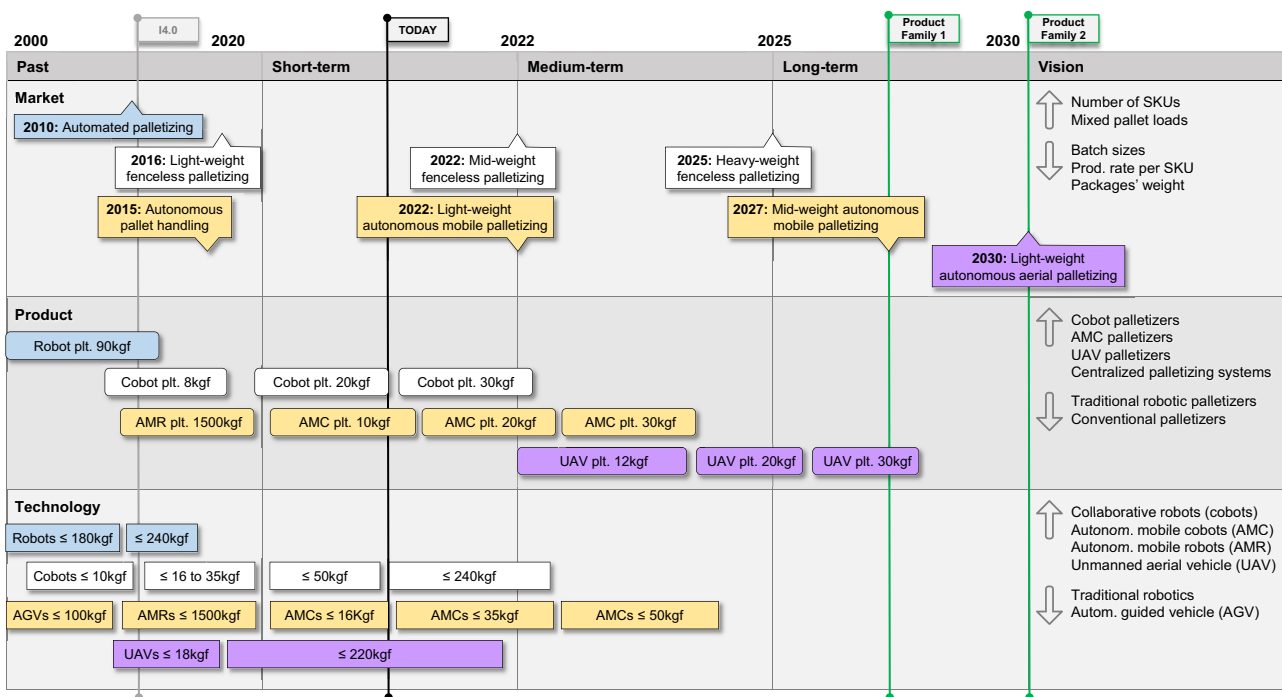 I4.0
TODAY
Product
Family 1
Product
Family 2
2000
2020
2022
2025
2030
Past
Short-term
Medium-term
Long-term
Vision
Market
2010: Automated palletizing
2016: Light-weight
fenceless palletizing
2022: Mid-weight
fenceless palletizing
2025: Heavy-weight
fenceless palletizing
2015: Autonomous
pallet handling
2022: Light-weight
autonomous mobile palletizing
2027: Mid-weight autonomous
mobile palletizing
2030: Light-weight
autonomous aerial palletizing
Number of SKUs
Mixed pallet loads
Batch sizes
Prod. rate per SKU
Packages' weight
Product
Robot plt. 90kgf
Cobot plt. 8kgf
Cobot plt. 20kgf
Cobot plt. 30kgf
AMR plt. 1500kgf
AMC plt. 10kgf
AMC plt. 20kgf
AMC plt. 30kgf
UAV plt. 12kgf
UAV plt. 20kgf
UAV plt. 30kgf
Cobot palletizers
AMC palletizers
UAV palletizers
Centralized palletizing systems
Traditional robotic palletizers
Conventional palletizers
Technology
Robots ≤ 180kgf
≤ 240kgf
Cobots ≤ 10kgf
≤ 16 to 35kgf
≤ 50kgf
≤ 240kgf
AGVs ≤ 100kgf
AMRs ≤ 1500kgf
AMCs ≤ 16Kgf
AMCs ≤ 35kgf
AMCs ≤ 50kgf
UAVs ≤ 18kgf
≤ 220kgf
Collaborative robots (cobots)
Autonom. mobile cobots (AMC)
Autonom. mobile robots (AMR)
Unmanned aerial vehicle (UAV)
Traditional robotics
Autom. guided vehicle (AGV)